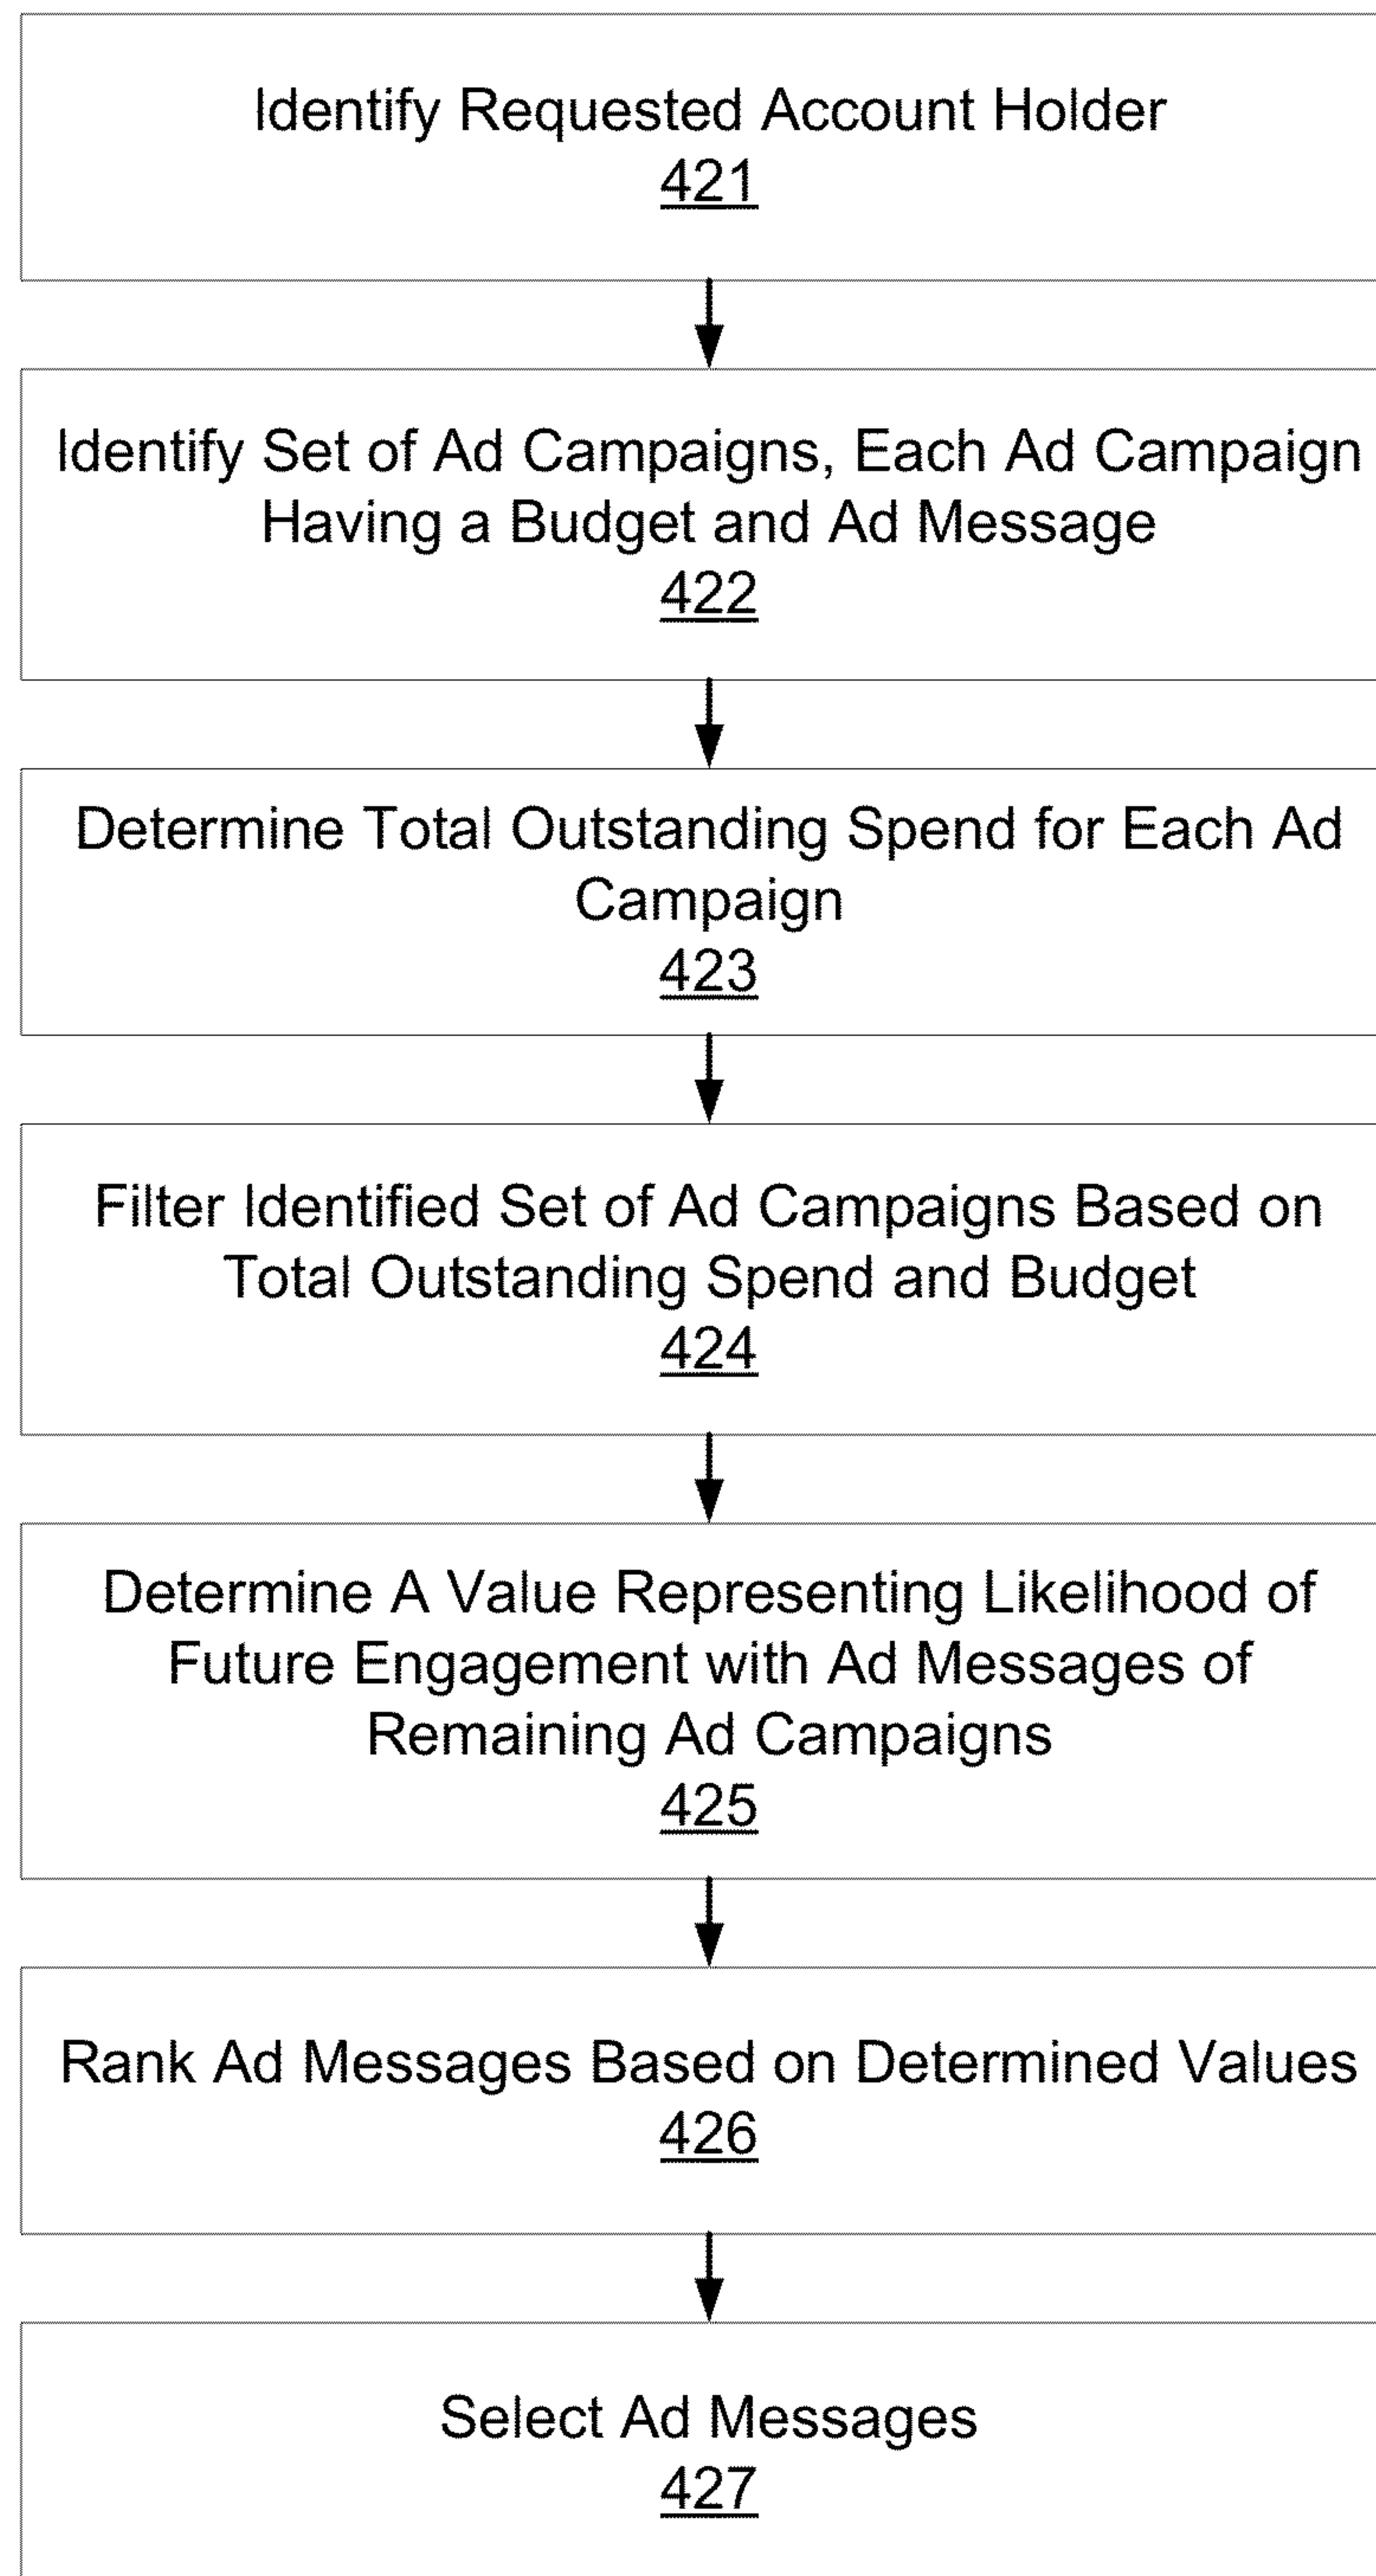 Identify Requested Account Holder
421
Identify Set of Ad Campaigns, Each Ad Campaign
Having a Budget and Ad Message
422
Determine Total Outstanding Spend for Each Ad
Campaign
423
Filter Identified Set of Ad Campaigns Based on
Total Outstanding Spend and Budget
424
Determine A Value Representing Likelihood of
Future Engagement with Ad Messages of
Remaining Ad Campaigns
425
Rank Ad Messages Based on Determined Values
426
Select Ad Messages
427